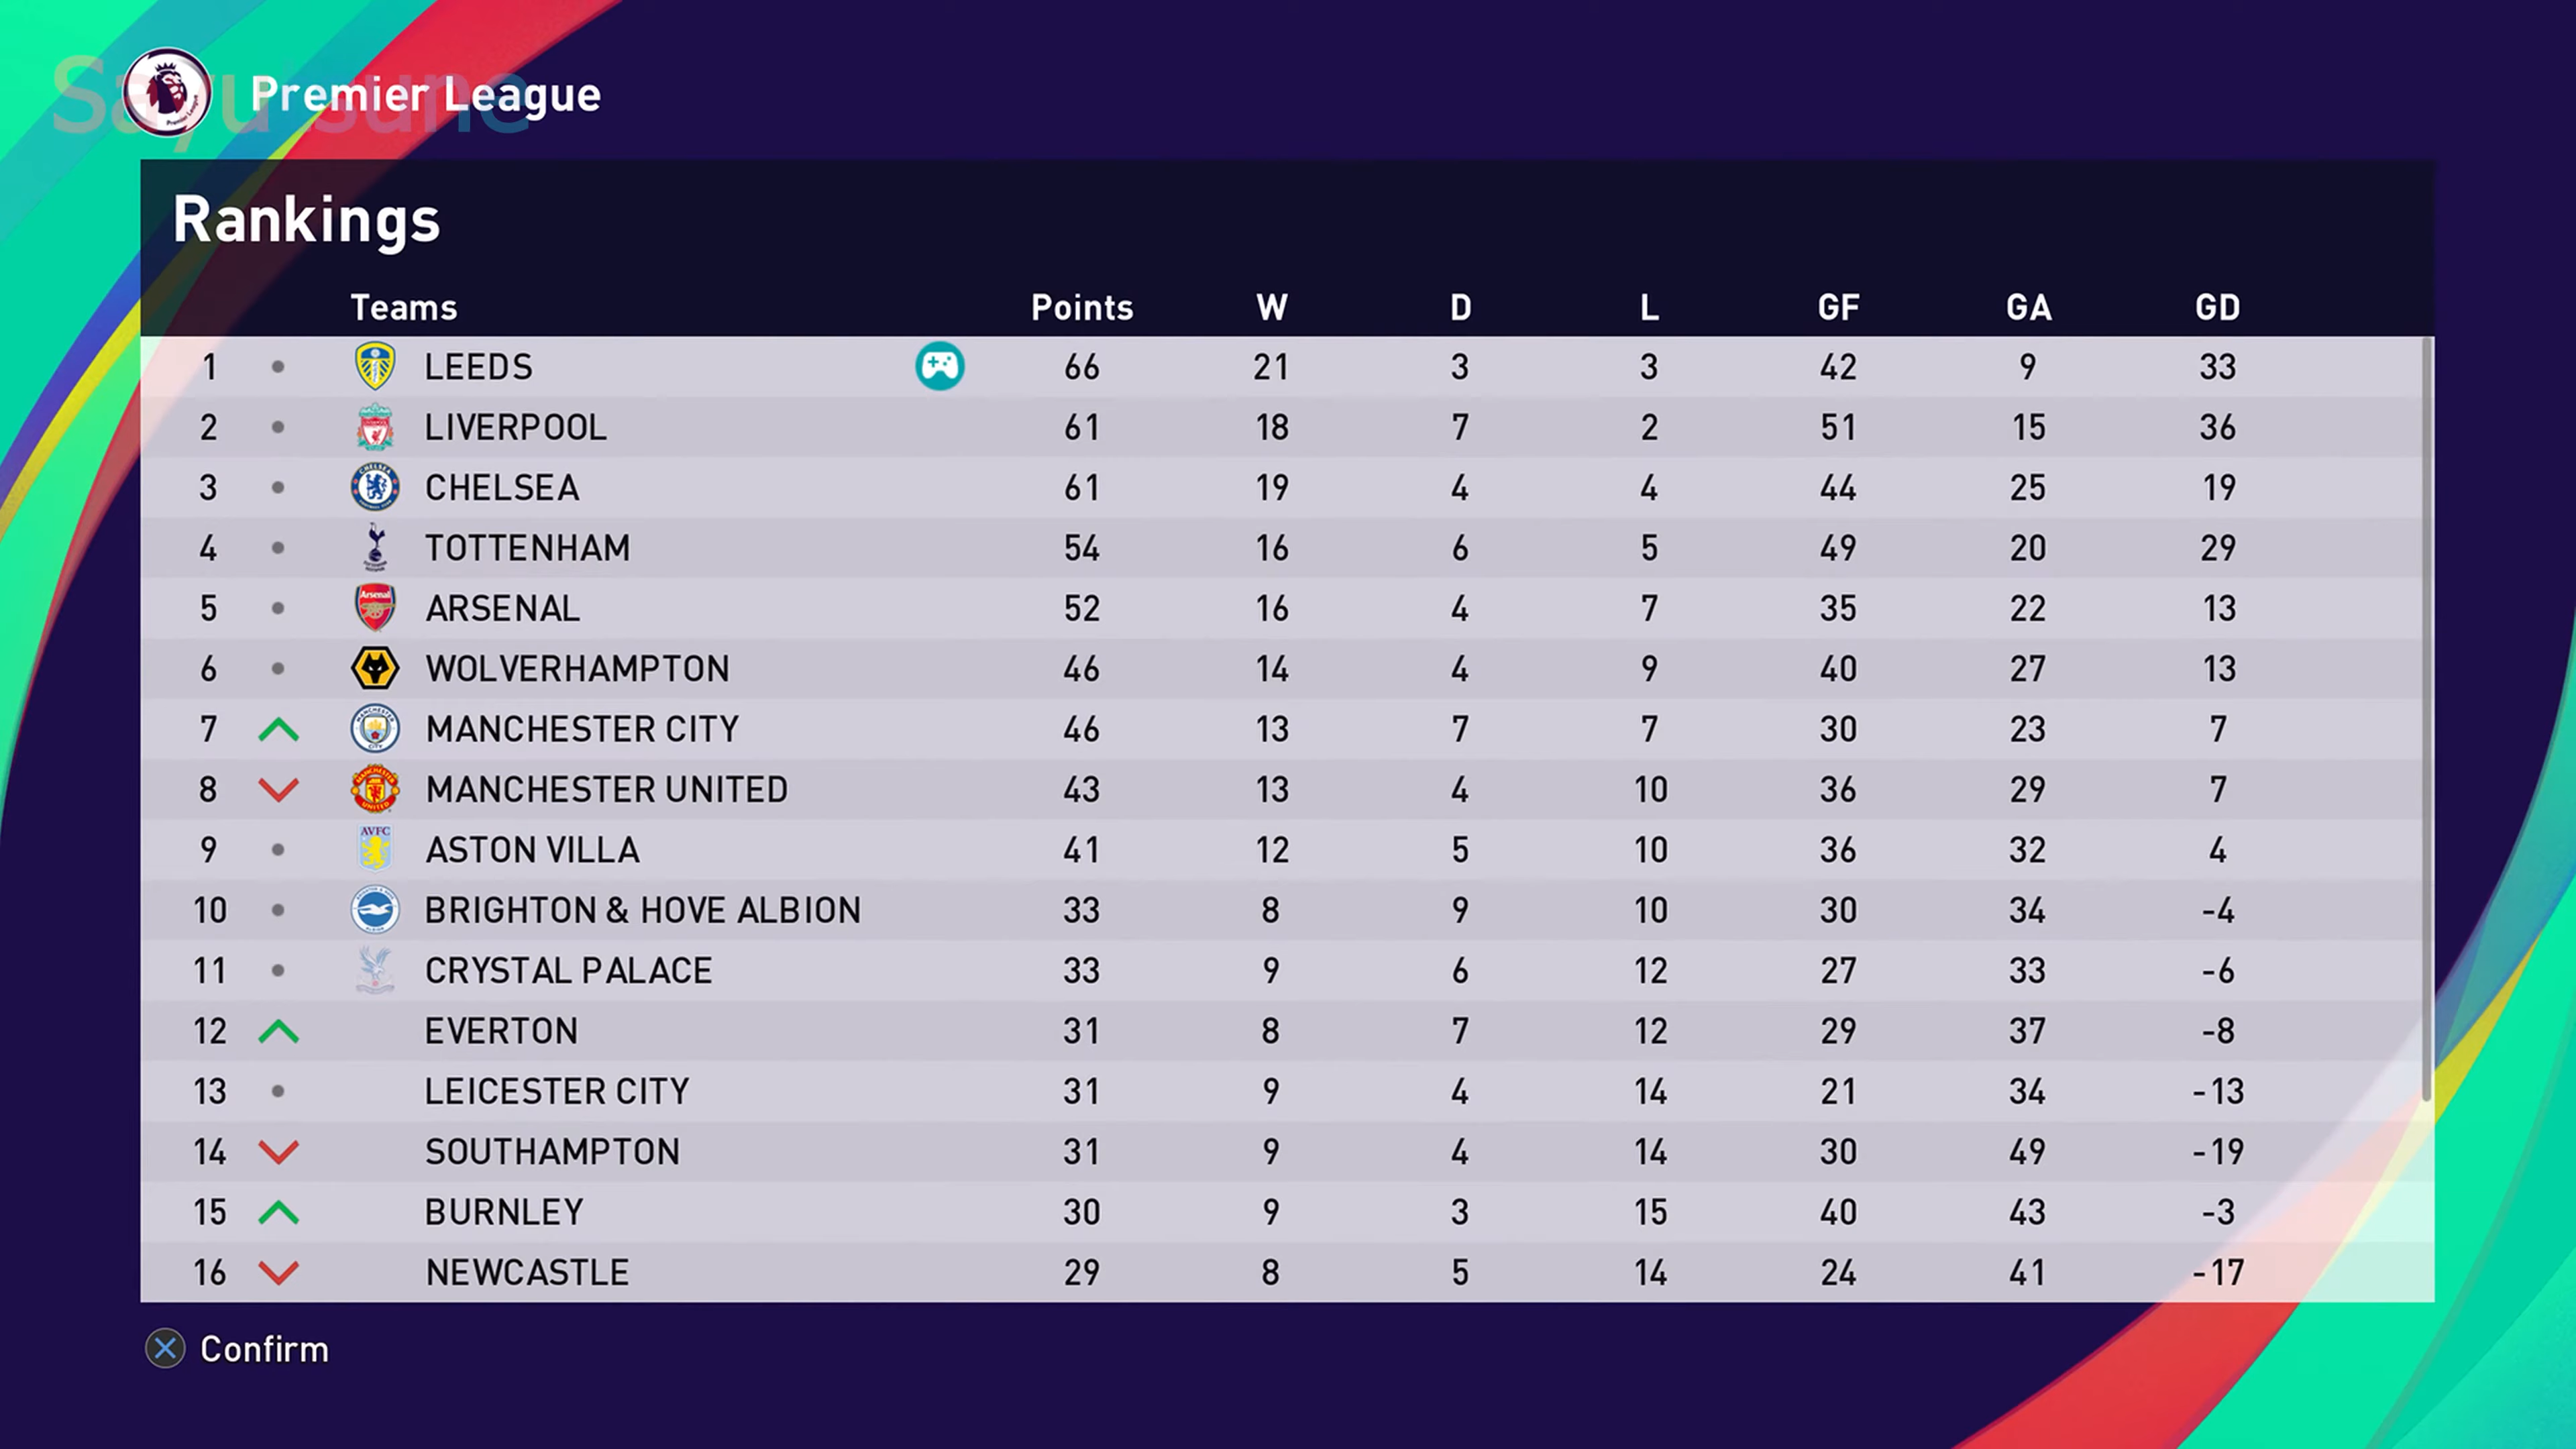 Sayutsune
Premier League
Rankings
Teams Points W D L GF GA GD
1 LEEDS 66 21 3 3 42 9 33
2 LIVERPOOL 61 18 7 2 51 15 36
3 CHELSEA 61 19 4 4 44 25 19
4 TOTTENHAM 54 16 6 5 49 20 29
5 ARSENAL 52 16 4 7 35 22 13
6 WOLVERHAMPTON 46 14 4 9 40 27 13
7 MANCHESTER CITY 46 13 7 7 30 23 7
8 MANCHESTER UNITED 43 13 4 10 36 29 7
9 ASTON VILLA 41 12 5 10 36 32 4
10 BRIGHTON & HOVE ALBION 33 8 9 10 30 34 -4
11 CRYSTAL PALACE 33 9 6 12 27 33 -6
12 EVERTON 31 8 7 12 29 37 -8
13 LEICESTER CITY 31 9 4 14 21 34 -13
14 SOUTHAMPTON 31 9 4 14 30 49 -19
15 BURNLEY 30 9 3 15 40 43 -3
16 NEWCASTLE 29 8 5 14 24 41 -17
Confirm